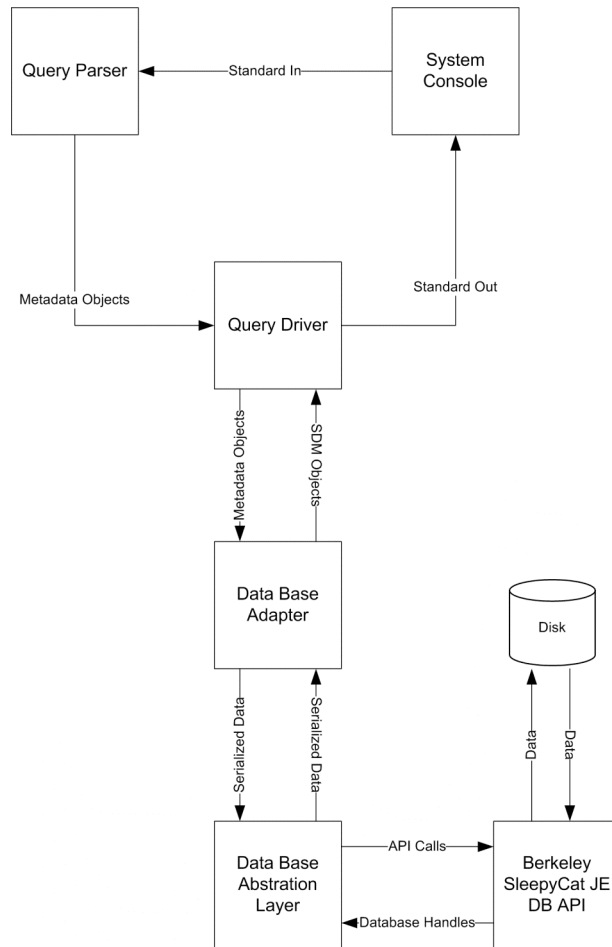 Query Parser
Standard In
System
Console
Metadata Objects
Query Driver
Standard Out
Metadata Objects
SDM Objects
Data Base
Adapter
Disk
Serialized Data
Serialized Data
Data
Data
Data Base
Abstration
Layer
API Calls
Database Handles
Berkeley
SleepyCat JE
DB API